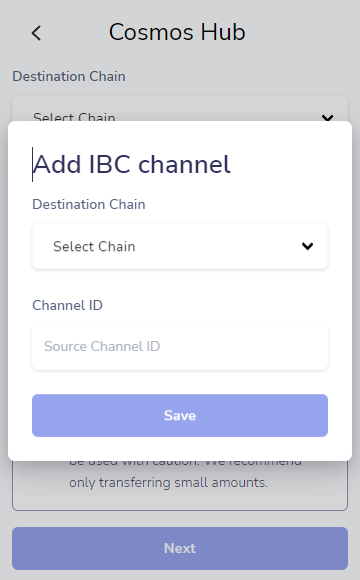 Cosmos Hub
Destination Chain
Select Chain
Add IBC channel
Destination Chain
Select Chain
Channel ID
Source Channel ID
Save
be used with caution. We recommend
only transferring small amounts.
Next